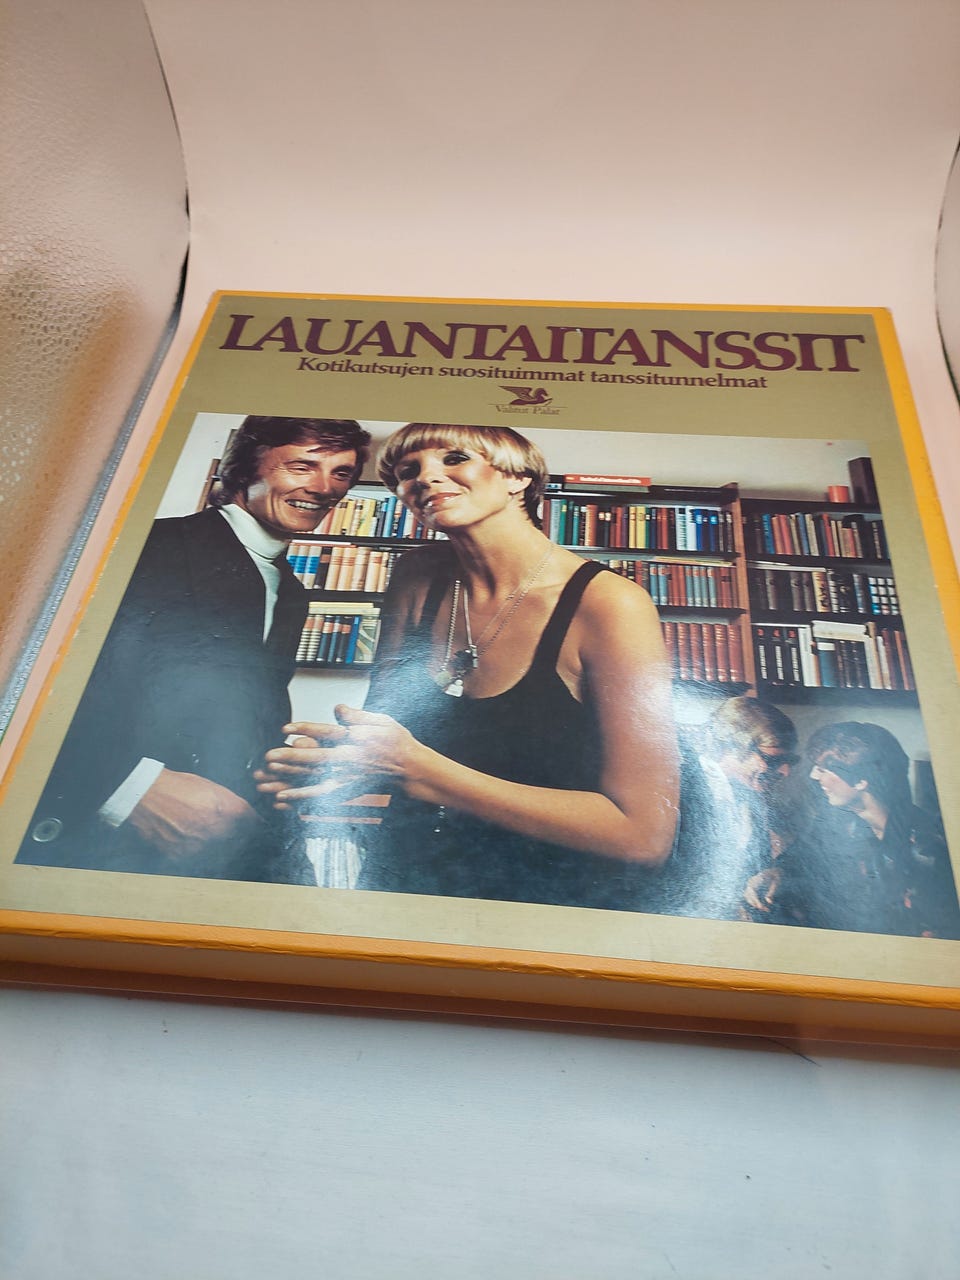 LAUANTAITANSSIT
Kotikutsujen suosituimmat tanssitunnelmat
Valitut Palat